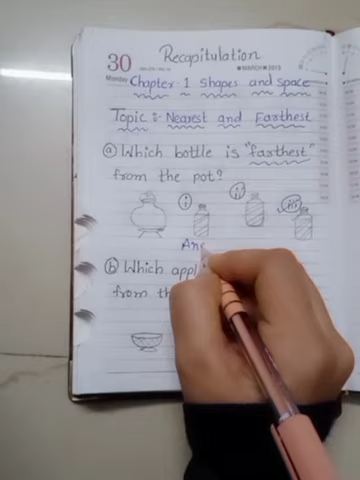 Recapitulation
30
MARCH 2015
Monday
Chapter-1 Shapes and space
Topic :- Nearest and Farthest
(a) Which bottle is "farthest"
from the pot?
(i) (ii) (iii)
Ans
(b) Which appl
from th